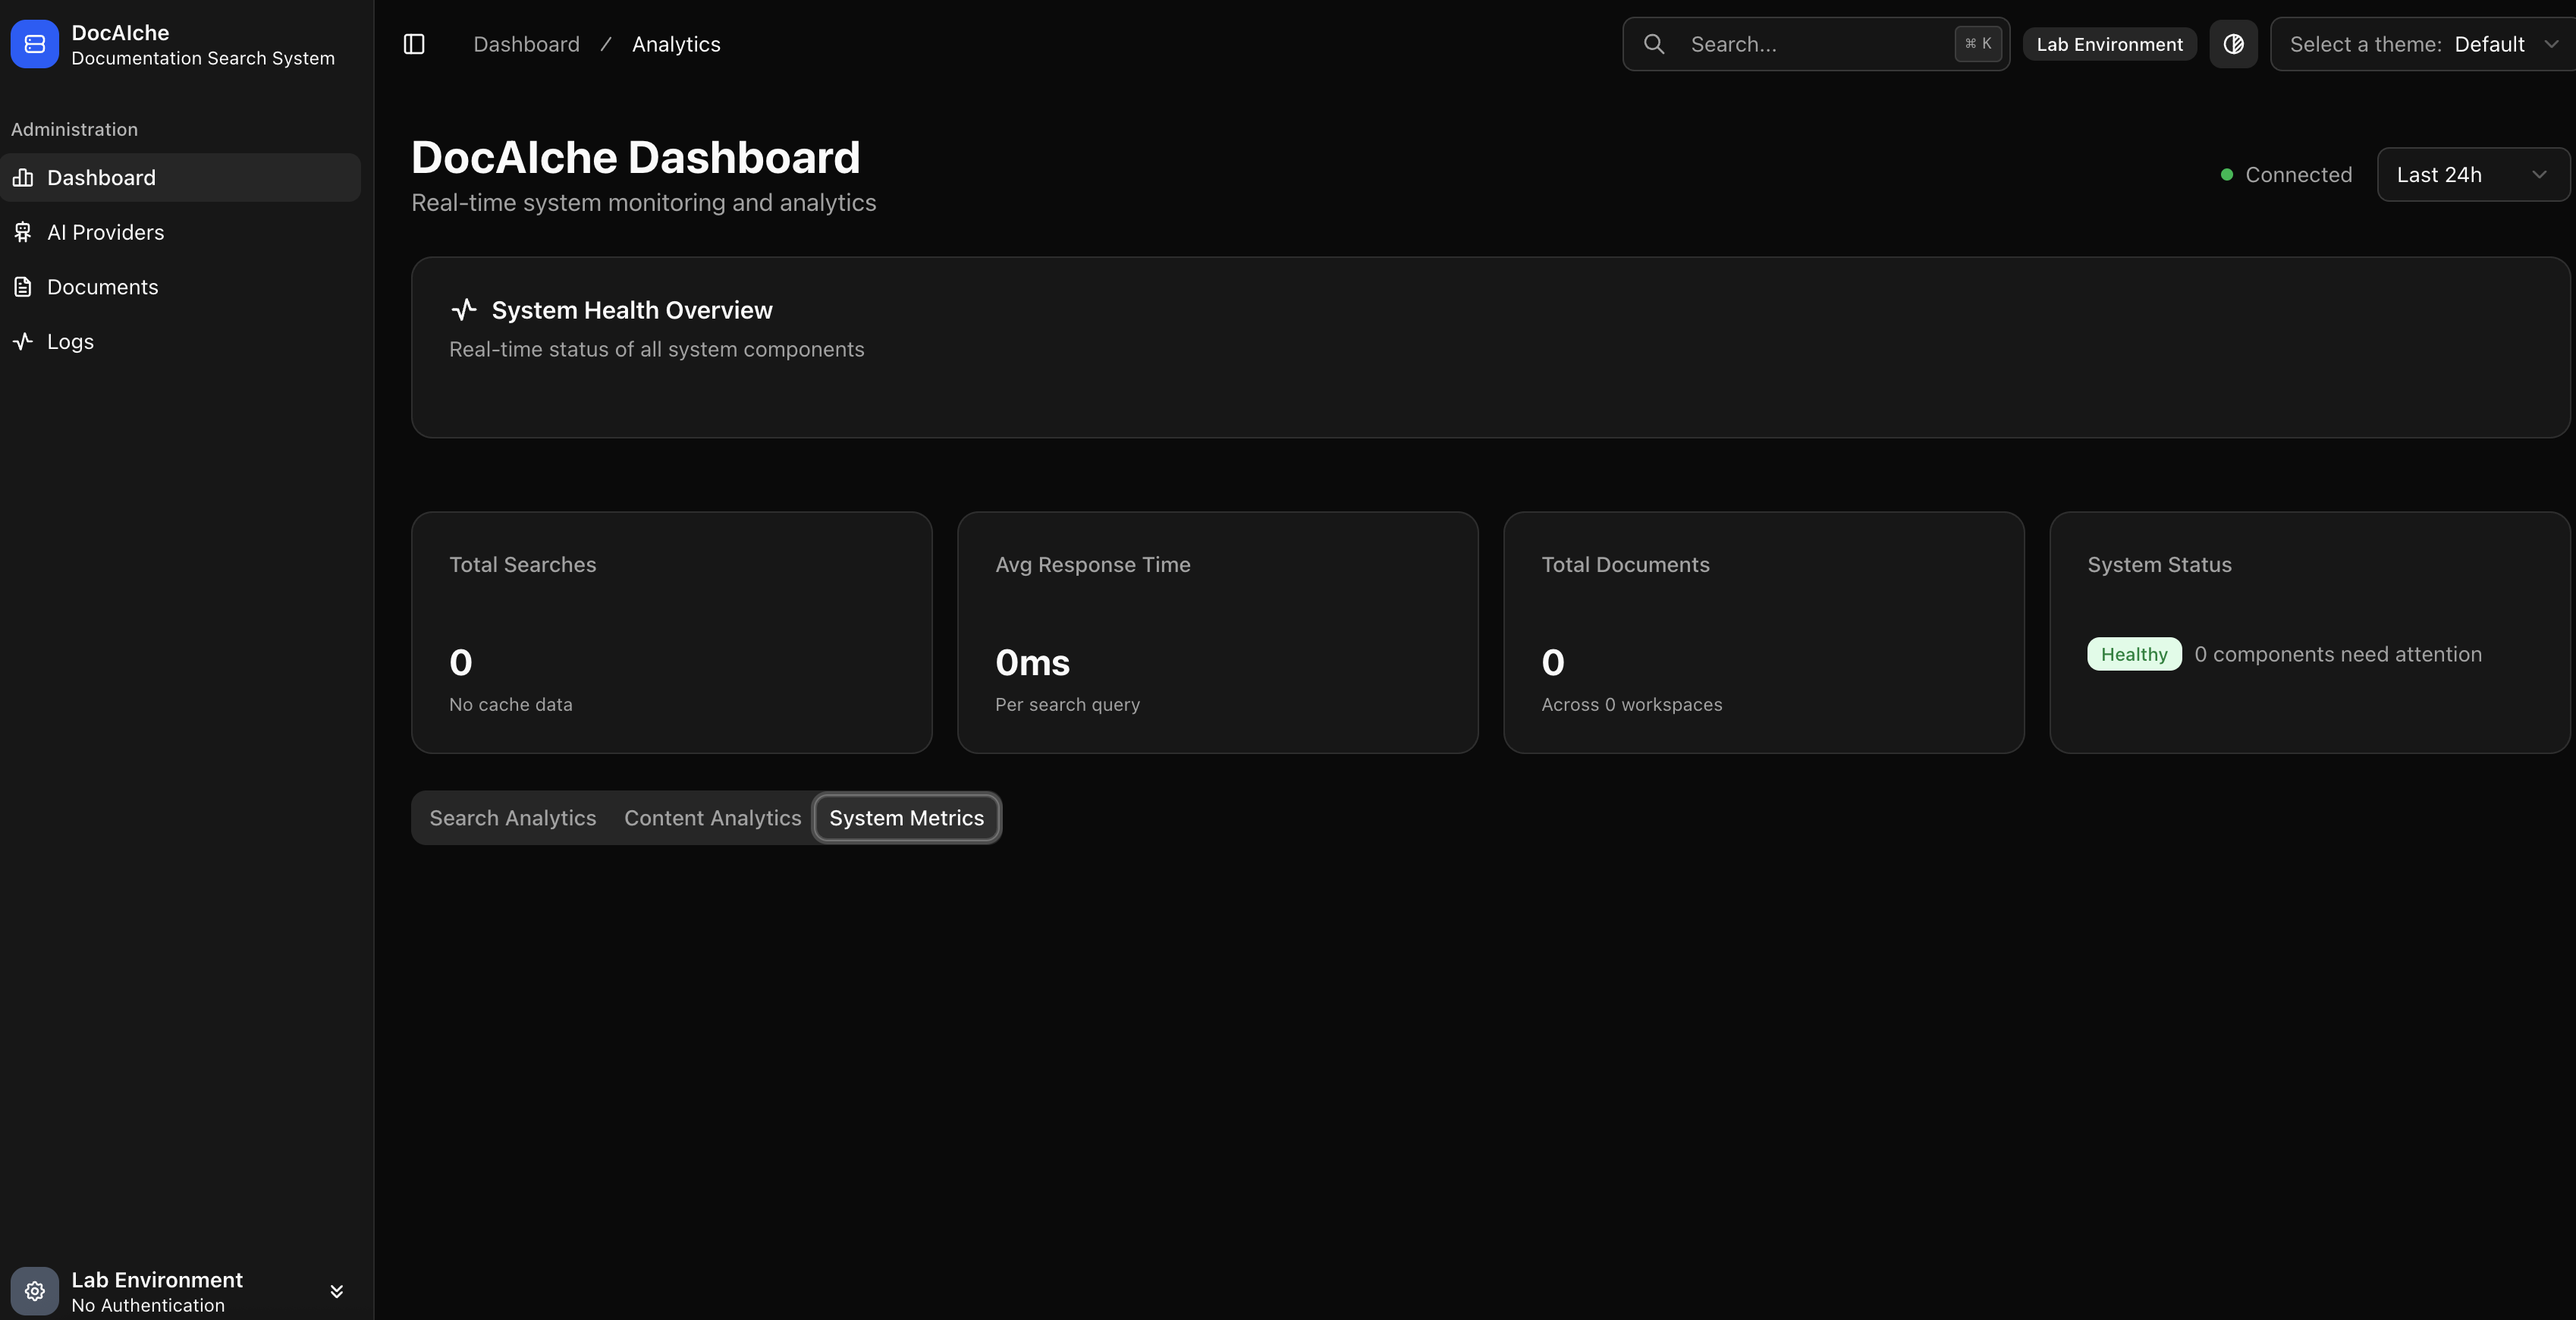 DocAIche
Documentation Search System
Administration
Dashboard
AI Providers
Documents
Logs
Lab Environment
No Authentication
Dashboard / Analytics
Search...
⌘ K
Lab Environment
Select a theme: Default
DocAIche Dashboard
Real-time system monitoring and analytics
Connected
Last 24h
System Health Overview
Real-time status of all system components
Total Searches
0
No cache data
Avg Response Time
0ms
Per search query
Total Documents
0
Across 0 workspaces
System Status
Healthy 0 components need attention
Search Analytics Content Analytics System Metrics